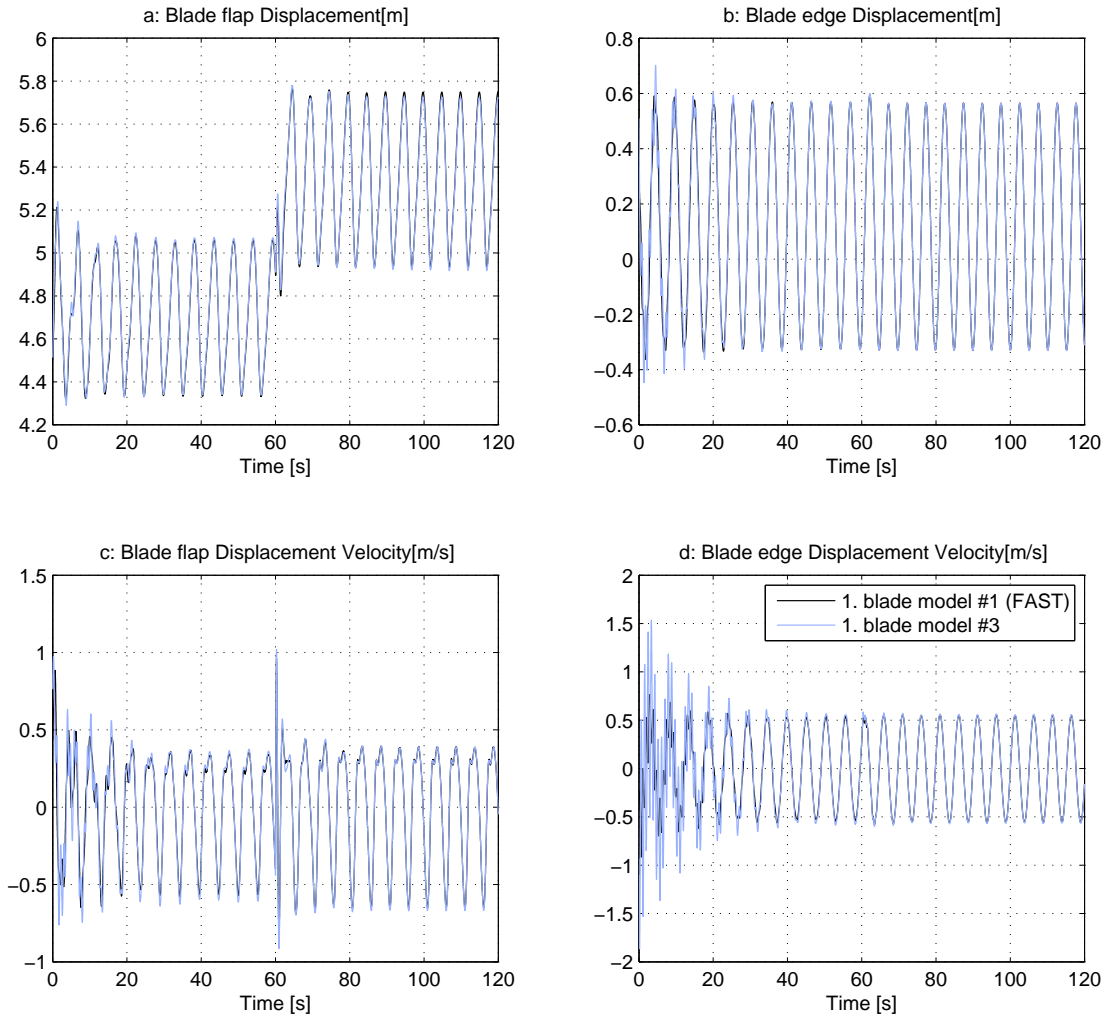 a: Blade flap Displacement[m]
6
5.8
5.6
5.4
5.2
5
4.8
4.6
4.4
4.2
0 20 40 60 80 100 120
Time [s]
b: Blade edge Displacement[m]
0.8
0.6
0.4
0.2
0
−0.2
−0.4
−0.6
0 20 40 60 80 100 120
Time [s]
c: Blade flap Displacement Velocity[m/s]
1.5
1
0.5
0
−0.5
−1
0 20 40 60 80 100 120
Time [s]
d: Blade edge Displacement Velocity[m/s]
2
1.5
1
0.5
0
−0.5
−1
−1.5
−2
0 20 40 60 80 100 120
Time [s]
1. blade model #1 (FAST)
1. blade model #3